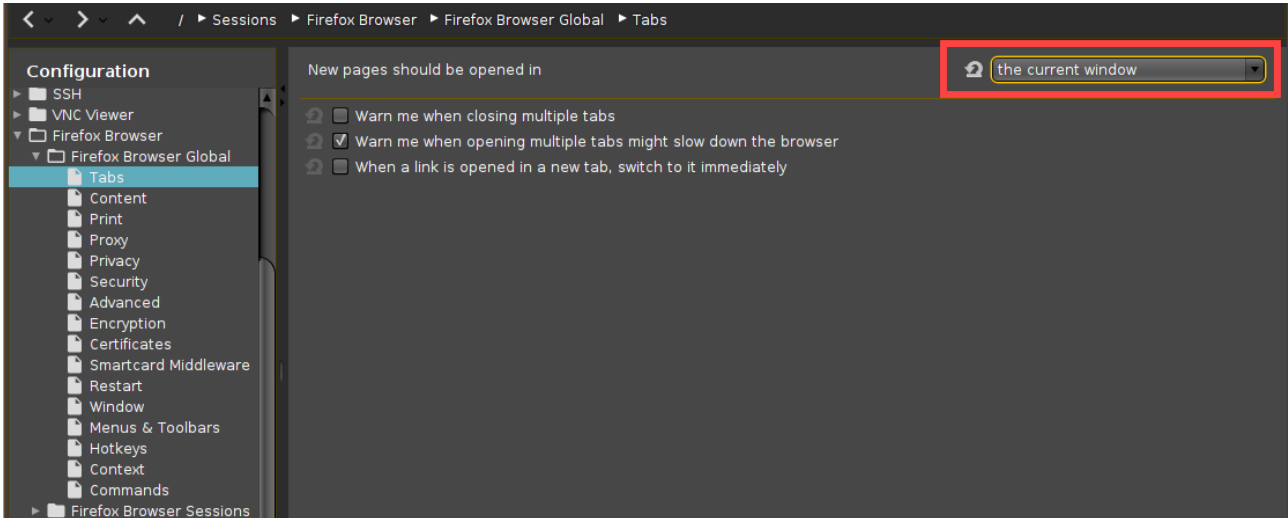 / Sessions Firefox Browser Firefox Browser Global Tabs
Configuration
SSH
VNC Viewer
Firefox Browser
Firefox Browser Global
Tabs
Content
Print
Proxy
Privacy
Security
Advanced
Encryption
Certificates
Smartcard Middleware
Restart
Window
Menus & Toolbars
Hotkeys
Context
Commands
Firefox Browser Sessions
New pages should be opened in the current window
Warn me when closing multiple tabs
Warn me when opening multiple tabs might slow down the browser
When a link is opened in a new tab, switch to it immediately